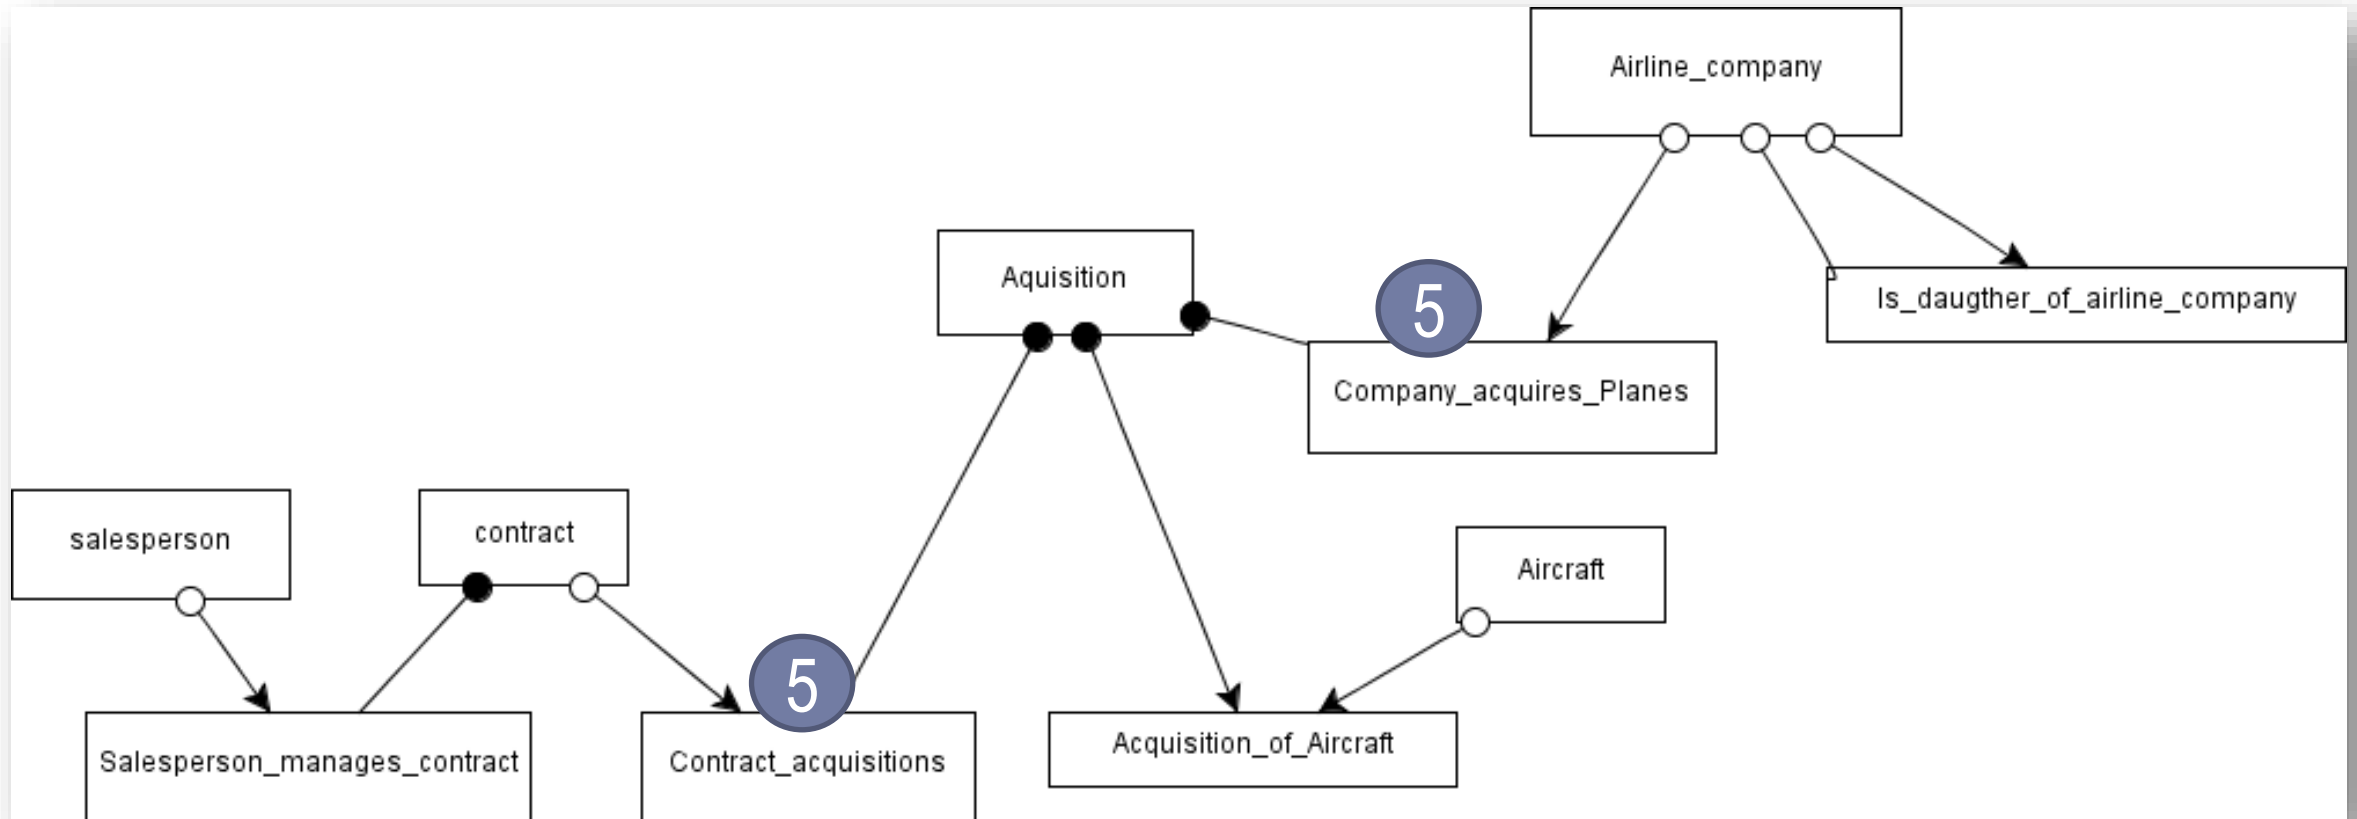 Airline_company
Aquisition
5
Is_daugther_of_airline_company
Company_acquires_Planes
salesperson
contract
Aircraft
5
Salesperson_manages_contract
Contract_acquisitions
Acquisition_of_Aircraft